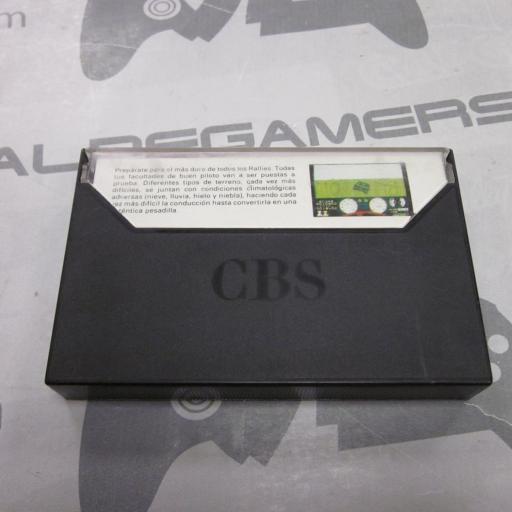 om
ALREGAMERS
Prepárate para el más duro de todos los Rallies. Todas
tus facultades de buen piloto van a ser puestas a
prueba. Diferentes tipos de terreno, cada vez más
difíciles, se juntan con condiciones climatológicas
adversas (nieve, lluvia, hielo y niebla), haciendo cada
vez más difícil la conducción hasta convertirla en una
auténtica pesadilla.
CBS